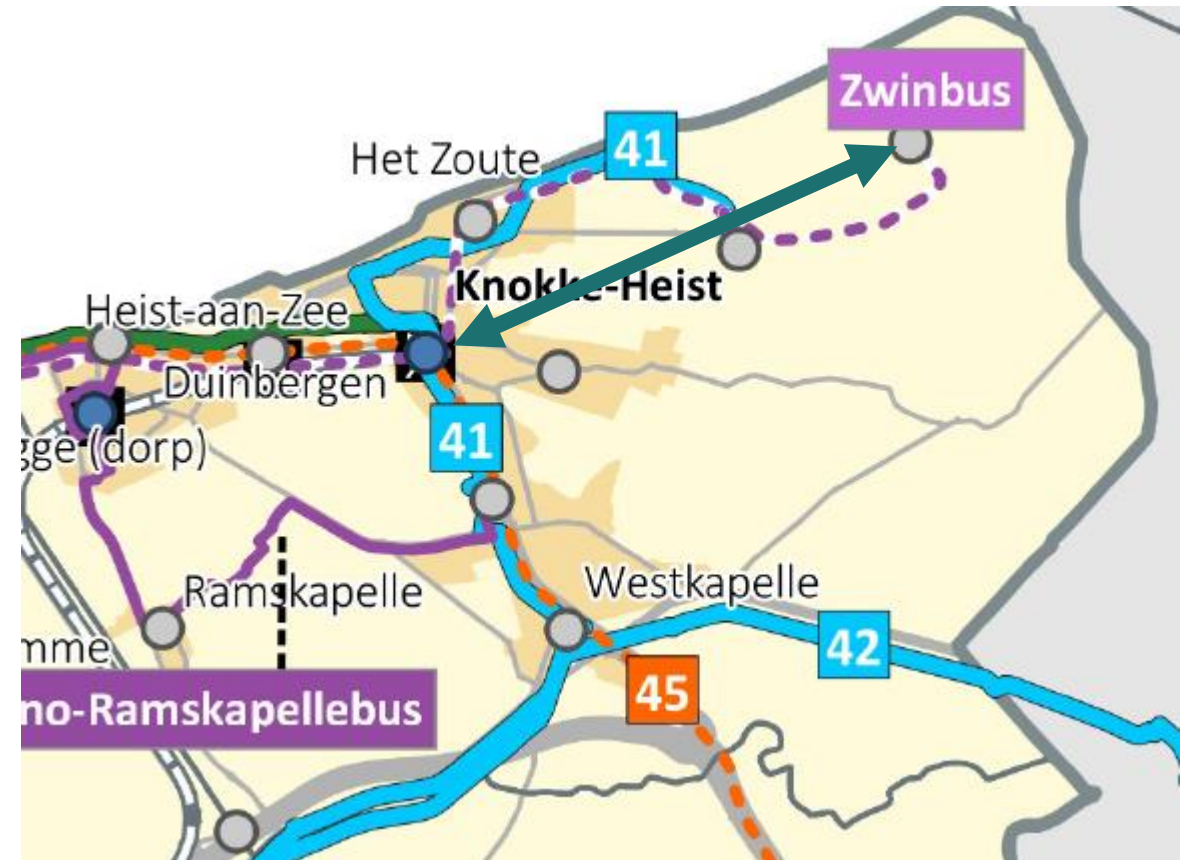 Zwinbus
41
Het Zoute
Knokke-Heist
Heist-aan-Zee
Duinbergen
41
gge (dorp)
Westkapelle
Ramskapelle
mme
42
45
no-Ramskapellebus